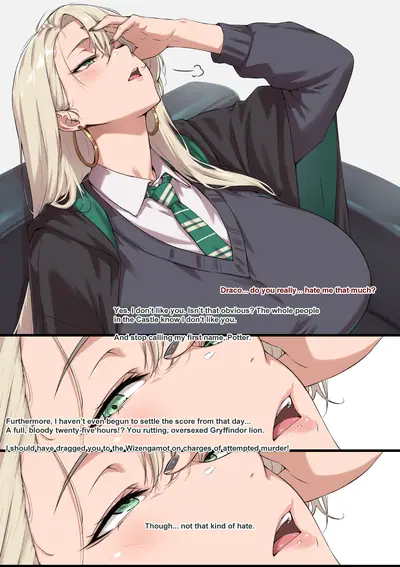 Draco... do you really... hate me that much?
Yes. I don't like you. Isn't that obvious? The whole people
in the Castle know I don't like you.
And stop calling my first name, Potter.
Furthermore, I haven't even begun to settle the score from that day...
A full, bloody twenty-five hours!? You rutting, oversexed Gryffindor lion.
I should have dragged you to the Wizengamot on charges of attempted murder!
Though... not that kind of hate.